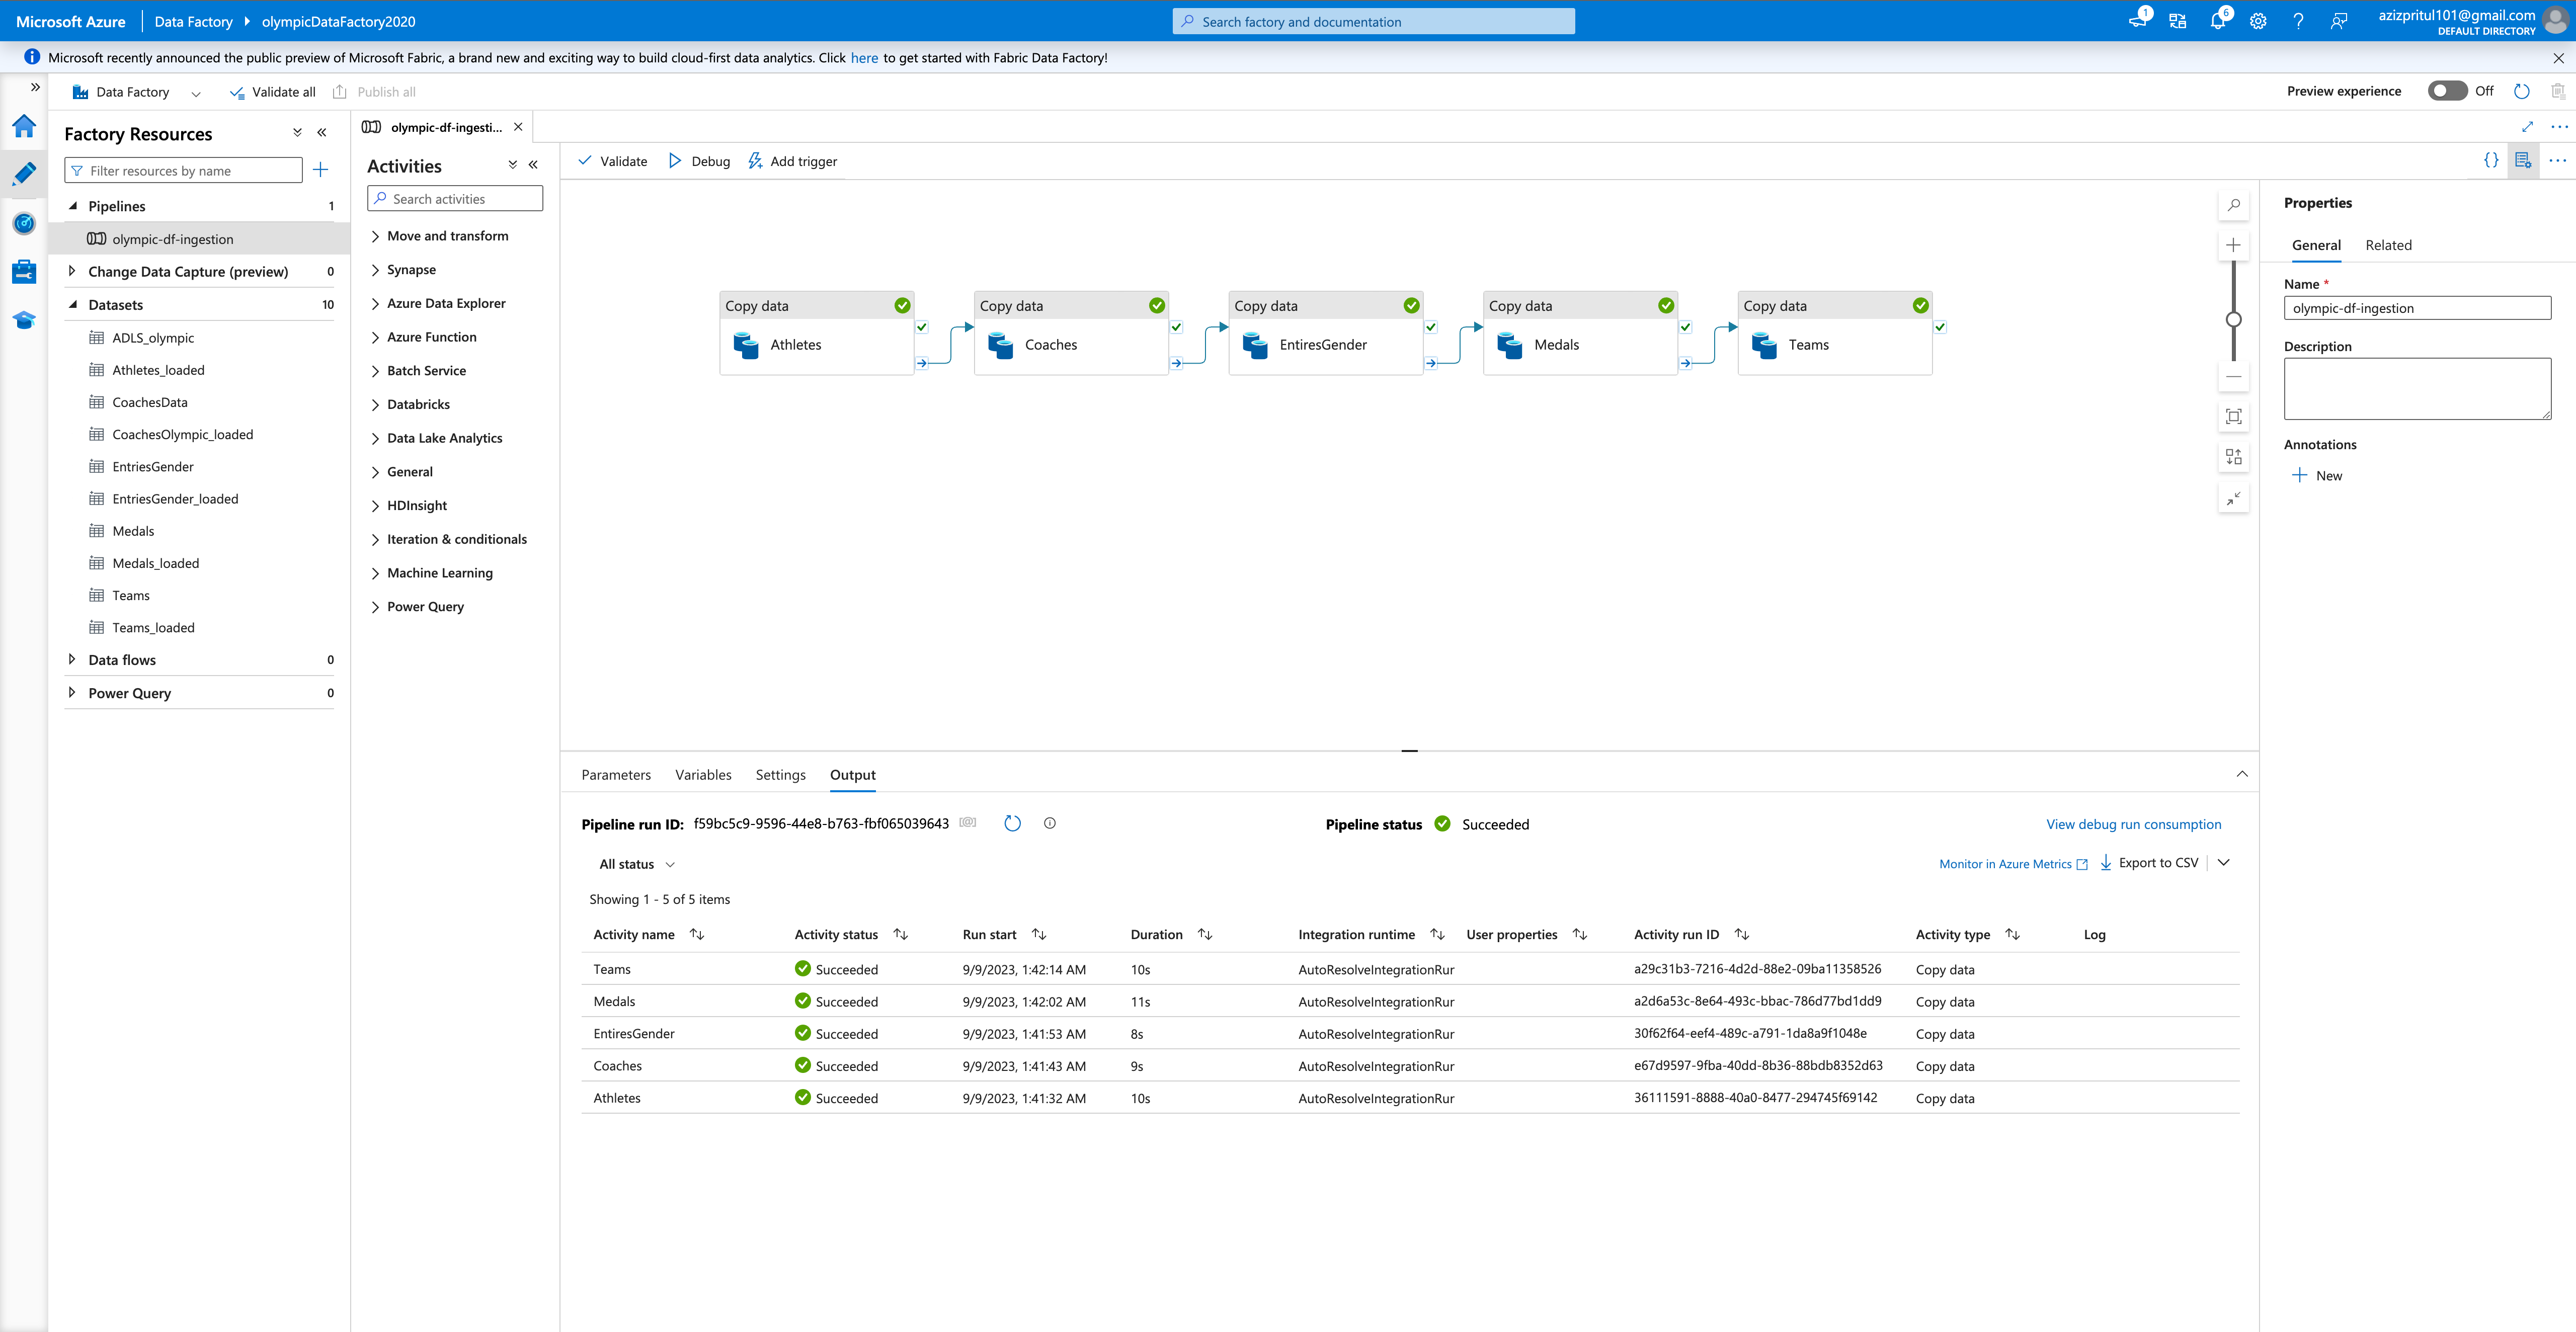 Microsoft Azure Data Factory olympicDataFactory2020 Search factory and documentation 1 6 azizpritul101@gmail.com
DEFAULT DIRECTORY
Microsoft recently announced the public preview of Microsoft Fabric, a brand new and exciting way to build cloud-first data analytics. Click here to get started with Fabric Data Factory!
Data Factory Validate all Publish all Preview experience Off
Factory Resources
Filter resources by name
Pipelines 1
olympic-df-ingestion
Change Data Capture (preview) 0
Datasets 10
ADLS_olympic
Athletes_loaded
CoachesData
CoachesOlympic_loaded
EntriesGender
EntriesGender_loaded
Medals
Medals_loaded
Teams
Teams_loaded
Data flows 0
Power Query 0
olympic-df-ingesti...
Activities
Search activities
Move and transform
Synapse
Azure Data Explorer
Azure Function
Batch Service
Databricks
Data Lake Analytics
General
HDInsight
Iteration & conditionals
Machine Learning
Power Query
Validate Debug Add trigger
Copy data Copy data Copy data Copy data Copy data
Athletes Coaches EntiresGender Medals Teams
Properties
General Related
Name *
olympic-df-ingestion
Description
Annotations
New
Parameters Variables Settings Output
Pipeline run ID: f59bc5c9-9596-44e8-b763-fbf065039643 [@] Pipeline status Succeeded View debug run consumption
All status Monitor in Azure Metrics Export to CSV
Showing 1 - 5 of 5 items
Activity name Activity status Run start Duration Integration runtime User properties Activity run ID Activity type Log
Teams Succeeded 9/9/2023, 1:42:14 AM 10s AutoResolveIntegrationRur a29c31b3-7216-4d2d-88e2-09ba11358526 Copy data
Medals Succeeded 9/9/2023, 1:42:02 AM 11s AutoResolveIntegrationRur a2d6a53c-8e64-493c-bbac-786d77bd1dd9 Copy data
EntiresGender Succeeded 9/9/2023, 1:41:53 AM 8s AutoResolveIntegrationRur 30f62f64-eef4-489c-a791-1da8a9f1048e Copy data
Coaches Succeeded 9/9/2023, 1:41:43 AM 9s AutoResolveIntegrationRur e67d9597-9fba-40dd-8b36-88bdb8352d63 Copy data
Athletes Succeeded 9/9/2023, 1:41:32 AM 10s AutoResolveIntegrationRur 36111591-8888-40a0-8477-294745f69142 Copy data